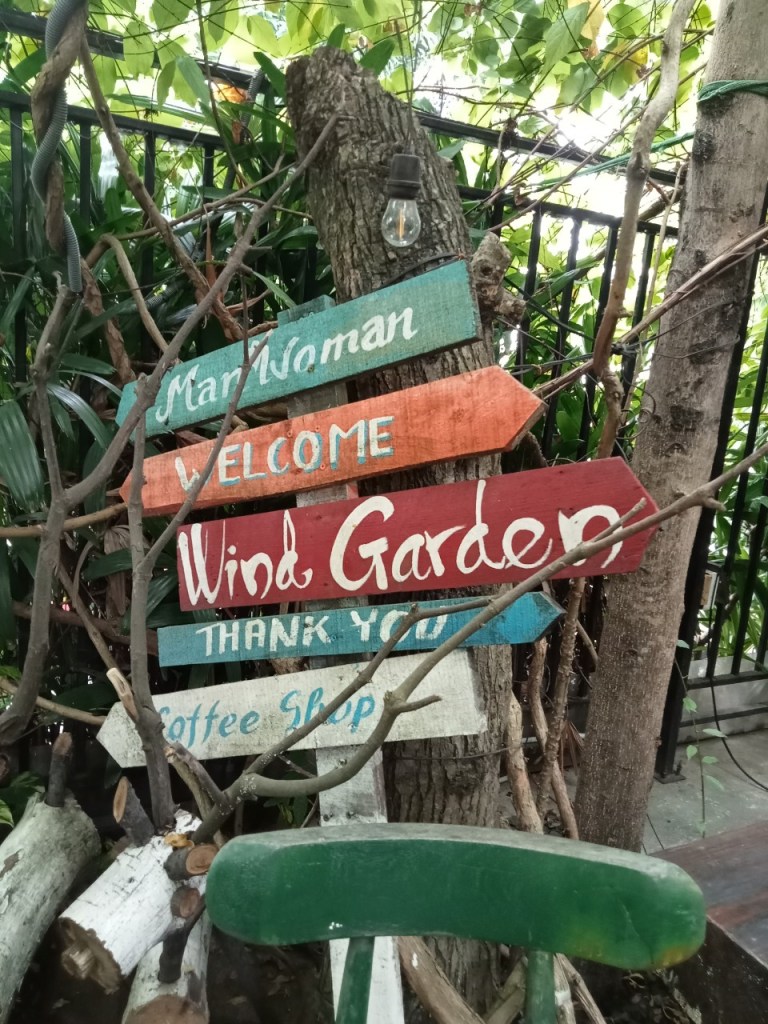 Man Woman
WELCOME
Wind Garden
THANK YOU
Coffee Shop